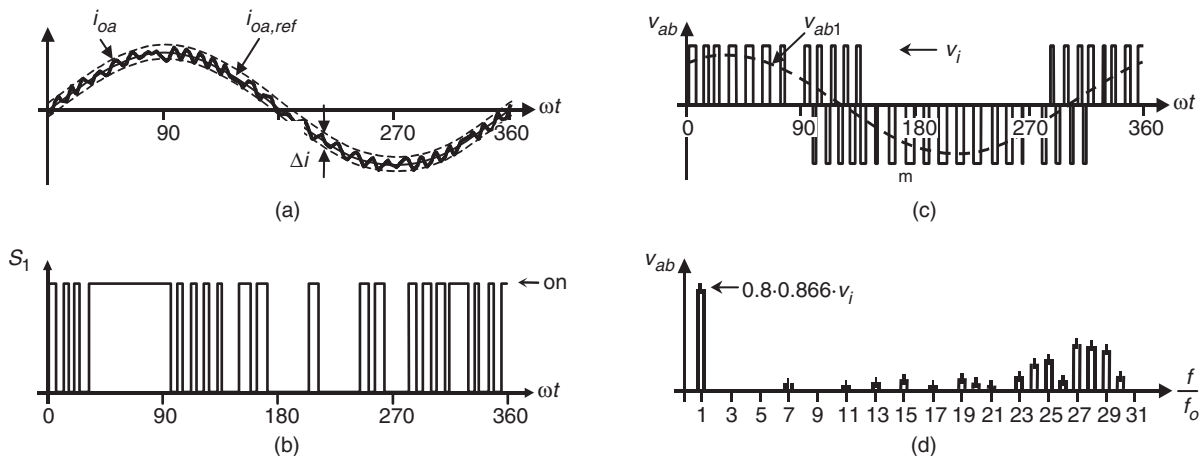 i_oa
i_oa,ref
ωt
90
270
360
Δi
(a)
v_ab
v_ab1
v_i
ωt
0
90
180
270
360
m
(c)
S_1
on
ωt
0
90
180
270
360
(b)
v_ab
0.8·0.866·v_i
f
f_o
1 3 5 7 9 11 13 15 17 19 21 23 25 27 29 31
(d)